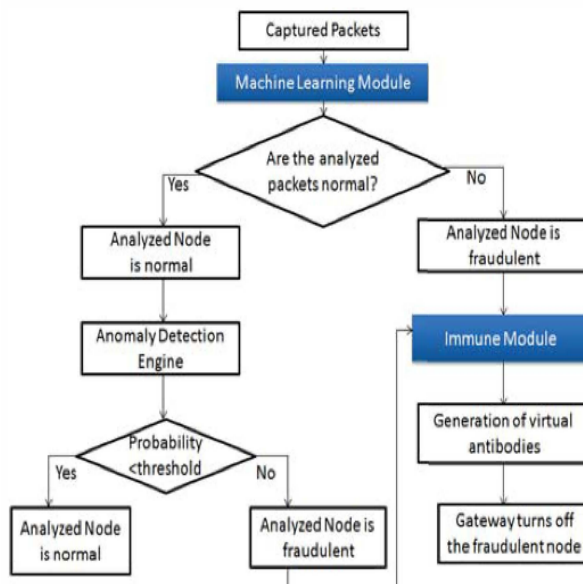 Captured Packets
Machine Learning Module
Are the analyzed
packets normal?
Yes
No
Analyzed Node
is normal
Analyzed Node is
fraudulent
Anomaly Detection
Engine
Immune Module
Probability
<threshold
Yes
No
Generation of virtual
antibodies
Analyzed Node
is normal
Analyzed Node is
fraudulent
Gateway turns off
the fraudulent node